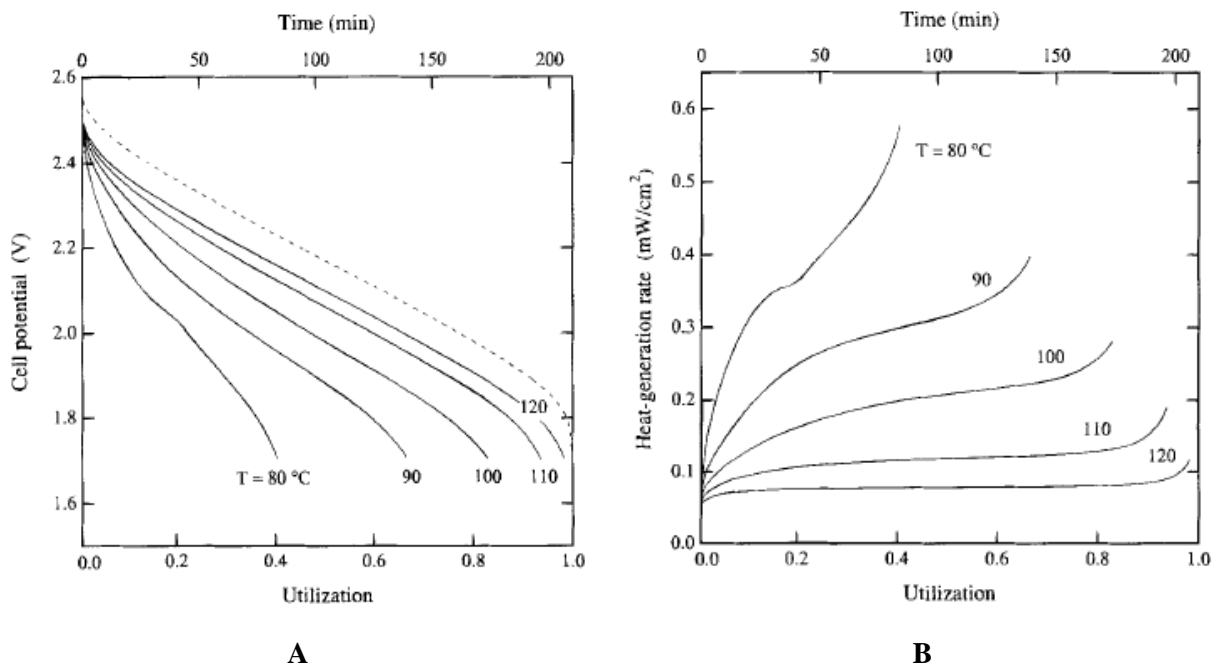 Time (min)
0 50 100 150 200
2.6
2.4
2.2
2.0
1.8
1.6
Cell potential (V)
120
T = 80 °C 90 100 110
0.0 0.2 0.4 0.6 0.8 1.0
Utilization
A
Time (min)
0 50 100 150 200
0.6
0.5
0.4
0.3
0.2
0.1
0.0
Heat-generation rate (mW/cm²)
T = 80 °C
90
100
110
120
0.0 0.2 0.4 0.6 0.8 1.0
Utilization
B